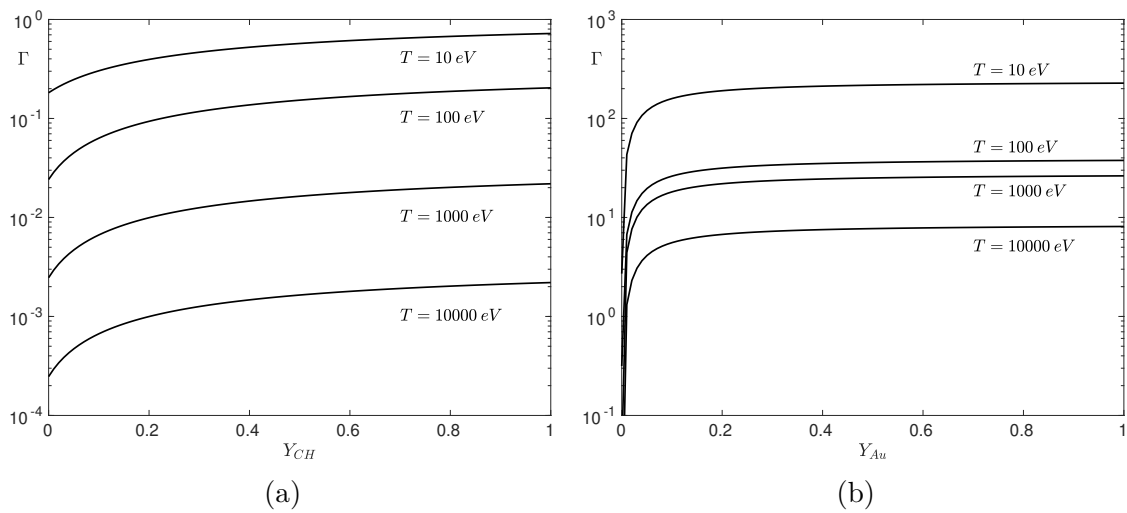 10^0
Γ
10^-1
10^-2
10^-3
10^-4
T = 10 eV
T = 100 eV
T = 1000 eV
T = 10000 eV
0 0.2 0.4 0.6 0.8 1
Y_CH
(a)
10^3
Γ
10^2
10^1
10^0
10^-1
T = 10 eV
T = 100 eV
T = 1000 eV
T = 10000 eV
0 0.2 0.4 0.6 0.8 1
Y_Au
(b)